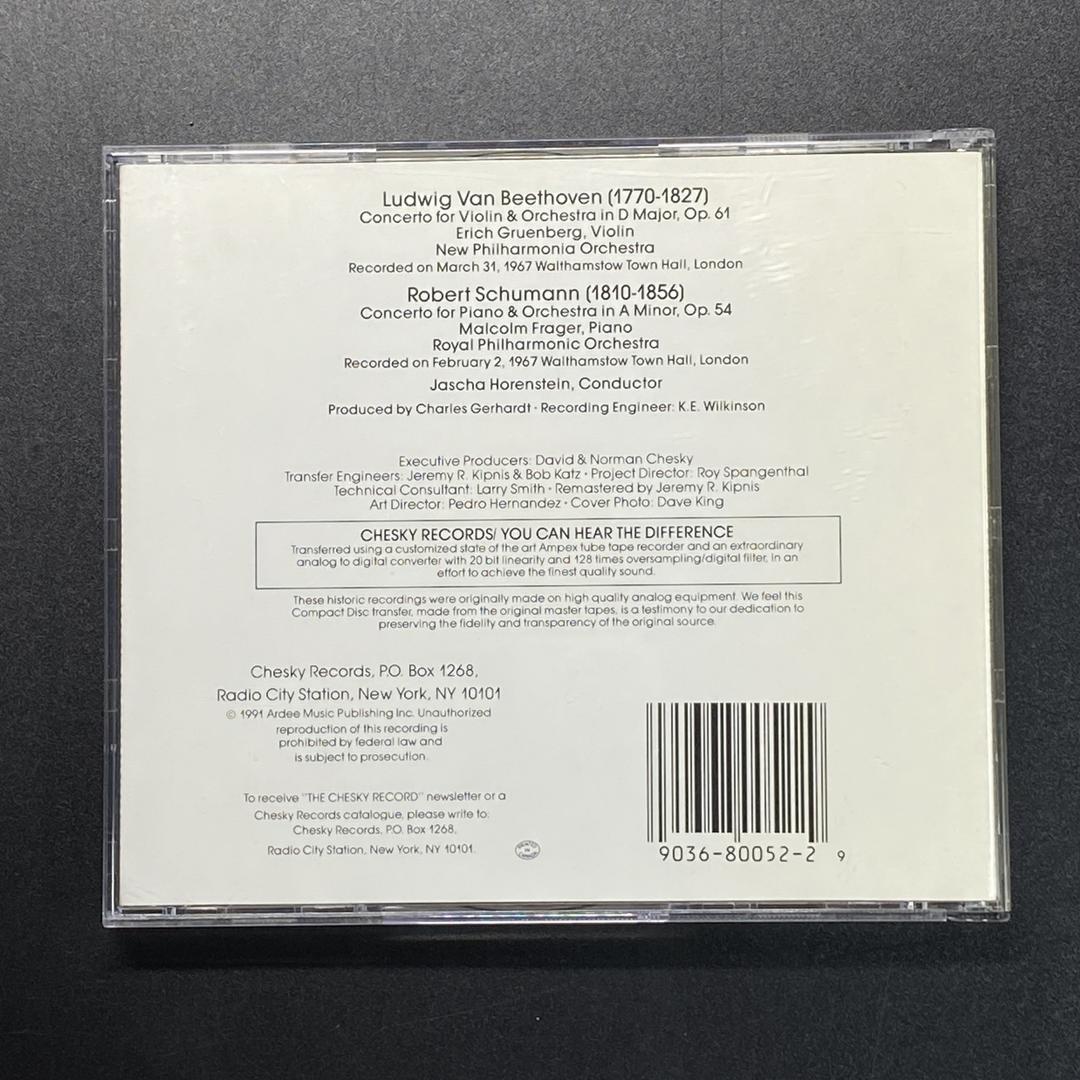 Ludwig Van Beethoven (1770-1827)
Concerto for Violin & Orchestra in D Major, Op. 61
Erich Gruenberg, Violin
New Philharmonia Orchestra
Recorded on March 31, 1967 Walthamstow Town Hall, London
Robert Schumann (1810-1856)
Concerto for Piano & Orchestra in A Minor, Op. 54
Malcolm Frager, Piano
Royal Philharmonic Orchestra
Recorded on February 2, 1967 Walthamstow Town Hall, London
Jascha Horenstein, Conductor
Produced by Charles Gerhardt · Recording Engineer: K.E. Wilkinson
Executive Producers: David & Norman Chesky
Transfer Engineers: Jeremy R. Kipnis & Bob Katz · Project Director: Roy Spangenthal
Technical Consultant: Larry Smith · Remastered by Jeremy R. Kipnis
Art Director: Pedro Hernandez · Cover Photo: Dave King
CHESKY RECORDS/ YOU CAN HEAR THE DIFFERENCE
Transferred using a customized state of the art Ampex tube tape recorder and an extraordinary
analog to digital converter with 20 bit linearity and 128 times oversampling/digital filter, in an
effort to achieve the finest quality sound.
These historic recordings were originally made on high quality analog equipment. We feel this
Compact Disc transfer, made from the original master tapes, is a testimony to our dedication to
preserving the fidelity and transparency of the original source.
Chesky Records, P.O. Box 1268,
Radio City Station, New York, NY 10101
© 1991 Ardee Music Publishing Inc. Unauthorized
reproduction of this recording is
prohibited by federal law and
is subject to prosecution.
To receive "THE CHESKY RECORD" newsletter or a
Chesky Records catalogue, please write to:
Chesky Records, P.O. Box 1268,
Radio City Station, New York, NY 10101.
PRINTED
IN
CANADA
9036-80052-2 9